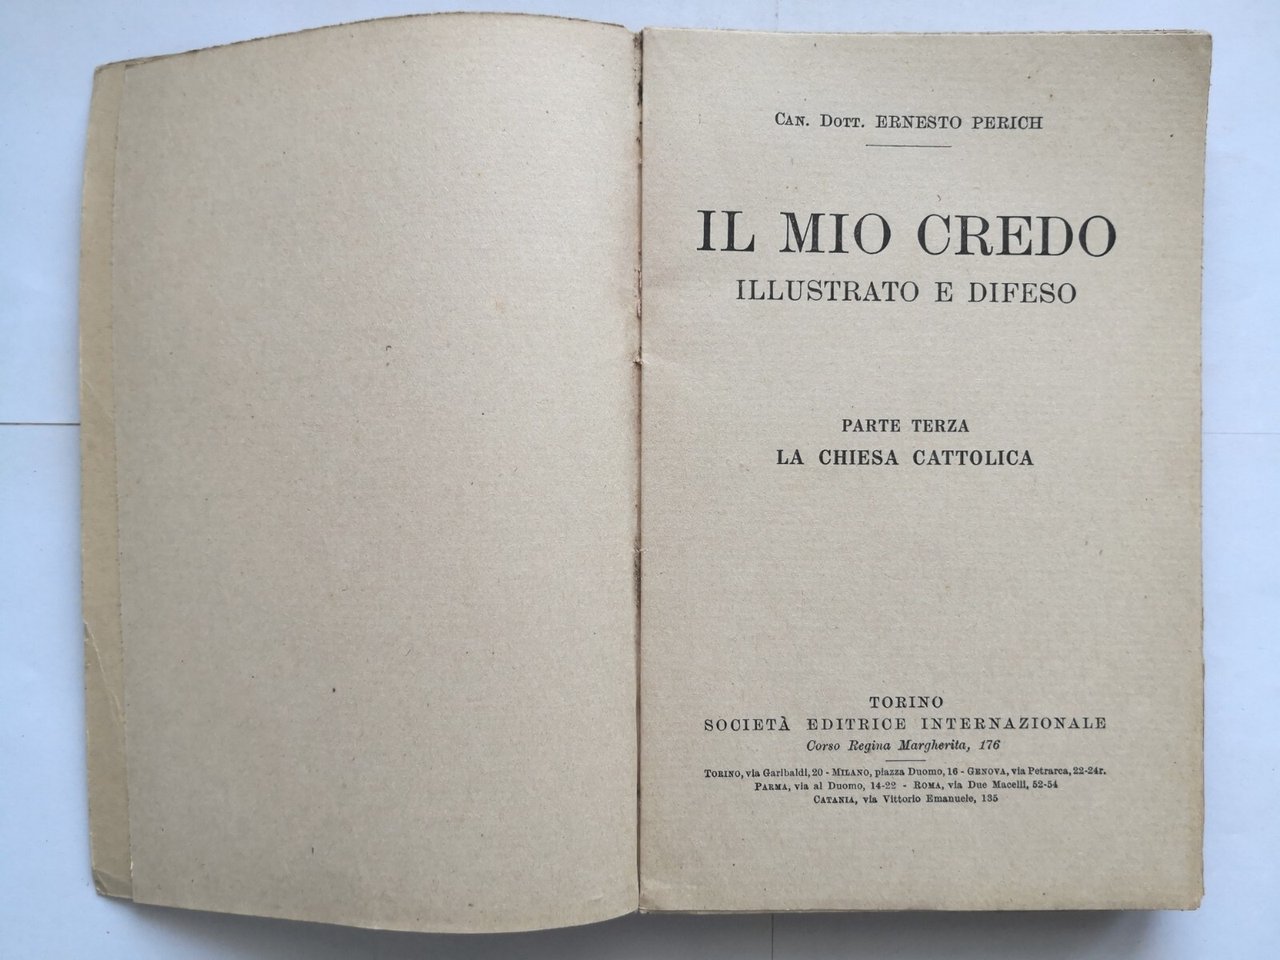 Can. Dott. ERNESTO PERICH
IL MIO CREDO
ILLUSTRATO E DIFESO
PARTE TERZA
LA CHIESA CATTOLICA
TORINO
SOCIETÀ EDITRICE INTERNAZIONALE
Corso Regina Margherita, 176
Torino, via Garibaldi, 20 - Milano, piazza Duomo, 16 - Genova, via Petrarca, 22-24r.
Parma, via al Duomo, 14-22 - Roma, via Due Macelli, 52-54
Catania, via Vittorio Emanuele, 135